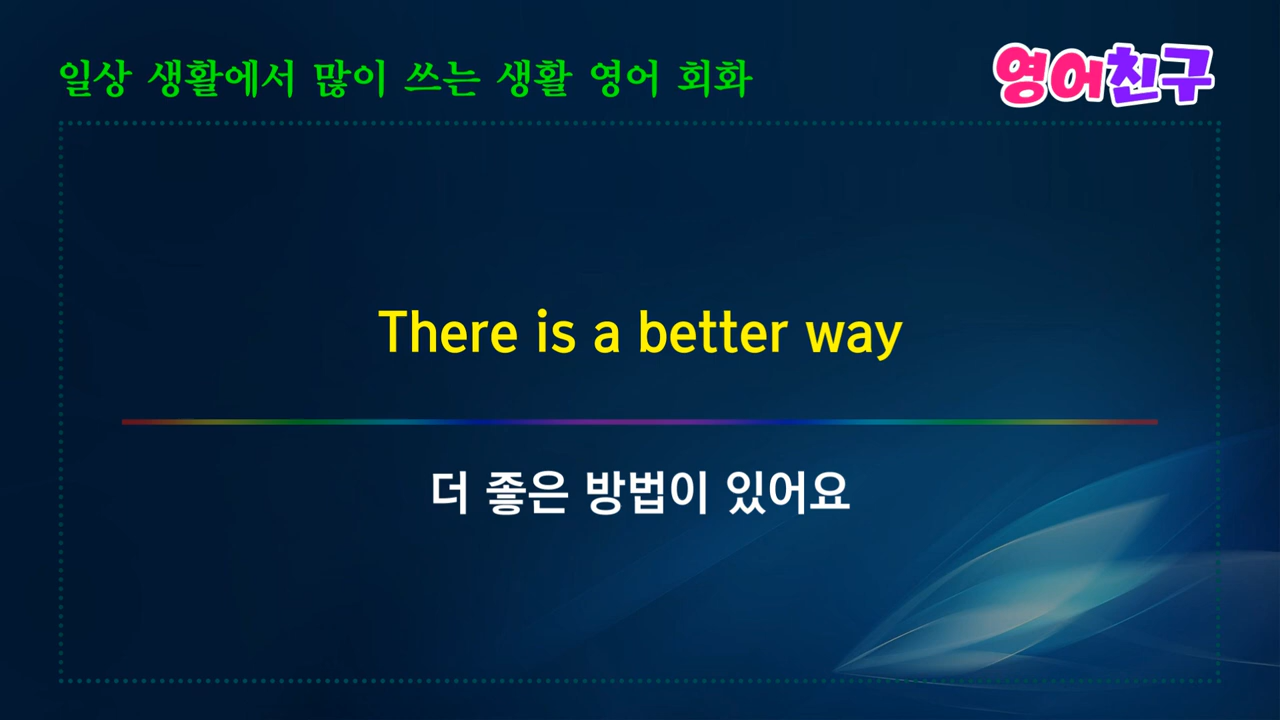 일상 생활에서 많이 쓰는 생활 영어 회화
영어친구
There is a better way
더 좋은 방법이 있어요